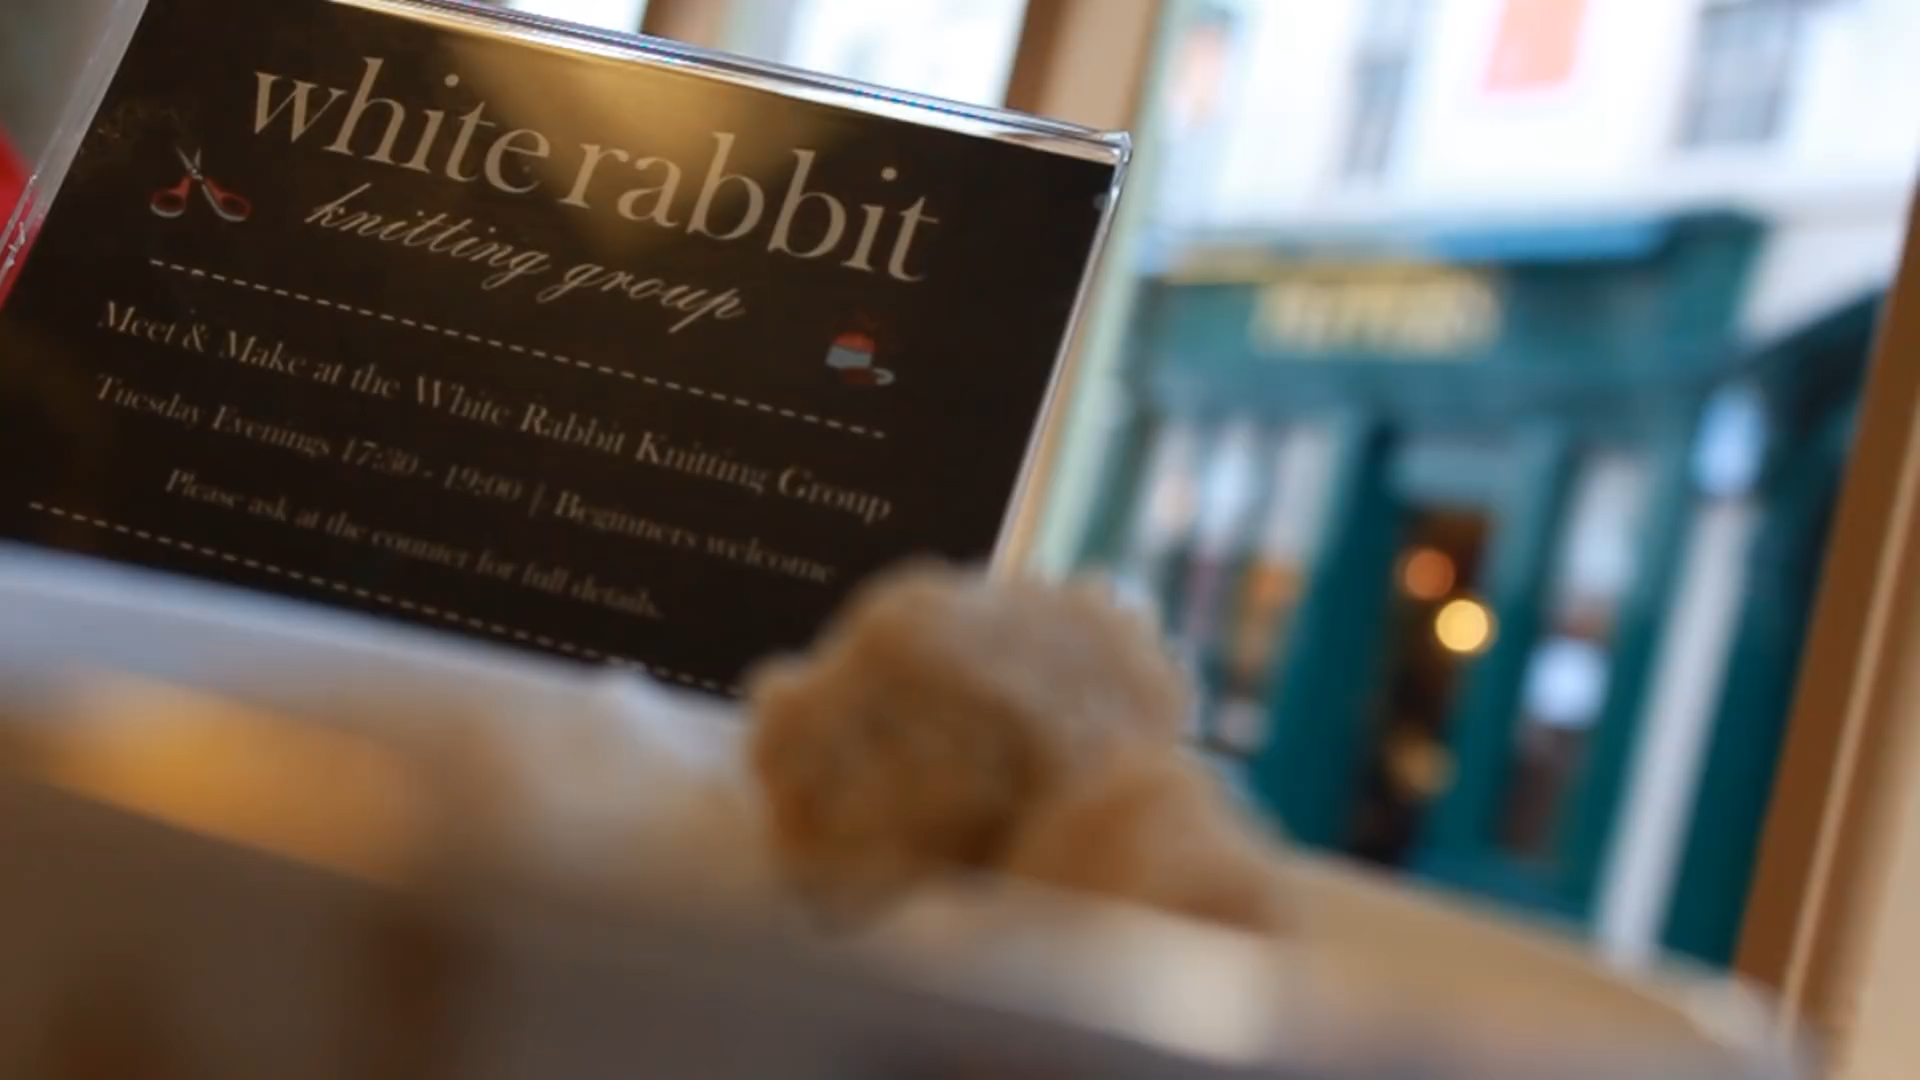 white rabbit
knitting group
Meet & Make at the White Rabbit Knitting Group
Tuesday Evenings 17:30 - 19:00 | Beginners welcome
Please ask at the counter for full details.